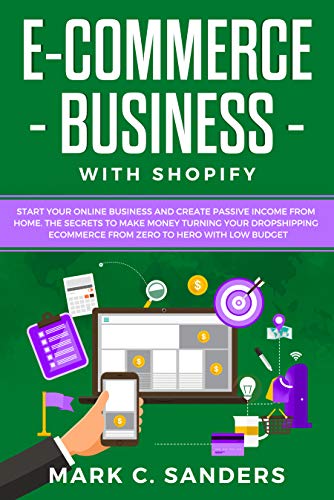 E-COMMERCE
- BUSINESS -
WITH SHOPIFY
START YOUR ONLINE BUSINESS AND CREATE PASSIVE INCOME FROM
HOME. THE SECRETS TO MAKE MONEY TURNING YOUR DROPSHIPPING
ECOMMERCE FROM ZERO TO HERO WITH LOW BUDGET
MARK C. SANDERS